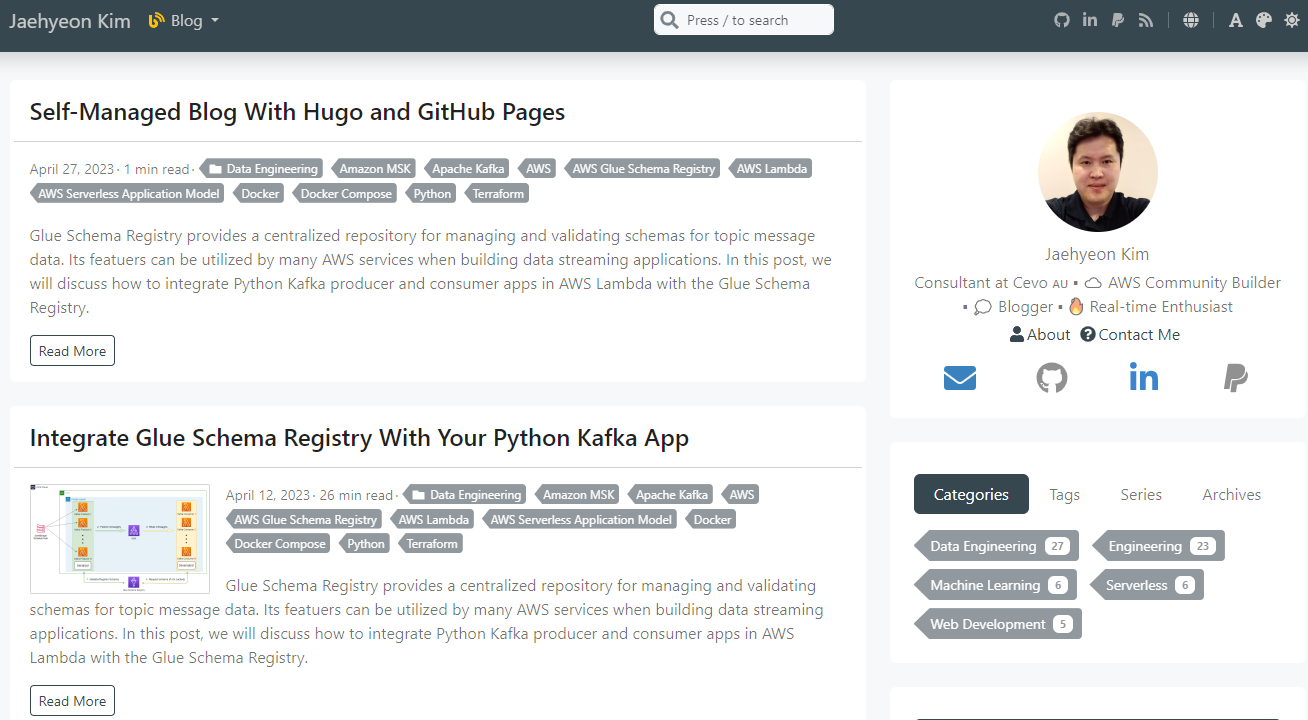 Jaehyeon Kim Blog Press / to search A
Self-Managed Blog With Hugo and GitHub Pages
April 27, 2023 · 1 min read · Data Engineering Amazon MSK Apache Kafka AWS AWS Glue Schema Registry AWS Lambda
AWS Serverless Application Model Docker Docker Compose Python Terraform
Glue Schema Registry provides a centralized repository for managing and validating schemas for topic message
data. Its featuers can be utilized by many AWS services when building data streaming applications. In this post, we
will discuss how to integrate Python Kafka producer and consumer apps in AWS Lambda with the Glue Schema
Registry.
Read More
Integrate Glue Schema Registry With Your Python Kafka App
April 12, 2023 · 26 min read · Data Engineering Amazon MSK Apache Kafka AWS
AWS Glue Schema Registry AWS Lambda AWS Serverless Application Model Docker
Docker Compose Python Terraform
Glue Schema Registry provides a centralized repository for managing and validating
schemas for topic message data. Its featuers can be utilized by many AWS services when building data streaming
applications. In this post, we will discuss how to integrate Python Kafka producer and consumer apps in AWS
Lambda with the Glue Schema Registry.
Read More
Jaehyeon Kim
Consultant at Cevo AU ▪ AWS Community Builder
▪ Blogger ▪ Real-time Enthusiast
About Contact Me
Categories Tags Series Archives
Data Engineering 27 Engineering 23
Machine Learning 6 Serverless 6
Web Development 5